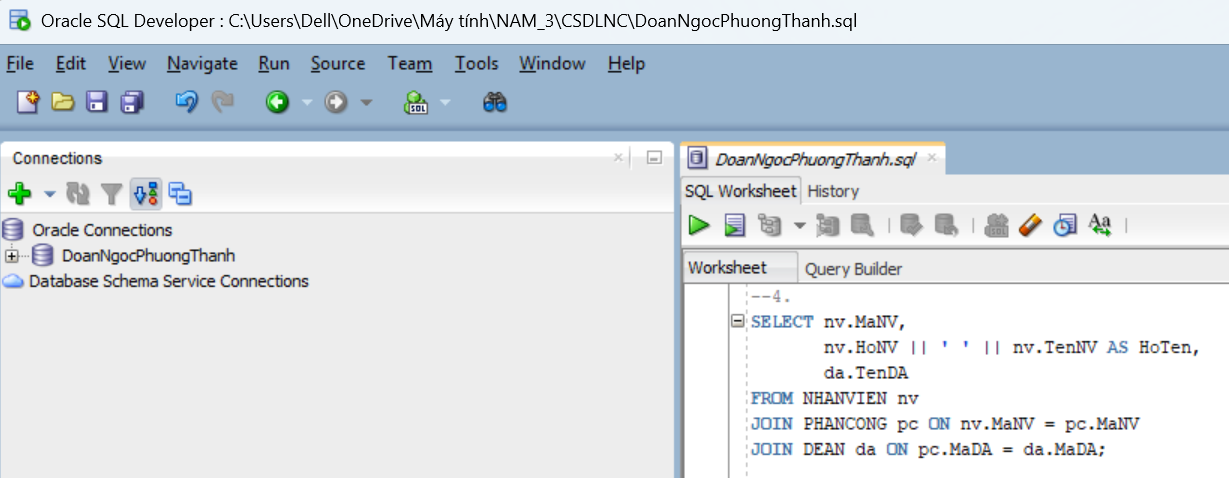 Oracle SQL Developer : C:\Users\Dell\OneDrive\Máy tính\NAM_3\CSDLNC\DoanNgocPhuongThanh.sql
File Edit View Navigate Run Source Team Tools Window Help
SQL
Connections
Oracle Connections
DoanNgocPhuongThanh
Database Schema Service Connections
DoanNgocPhuongThanh.sql
SQL Worksheet History
Aa
Worksheet Query Builder
--4.
SELECT nv.MaNV,
nv.HoNV || ' ' || nv.TenNV AS HoTen,
da.TenDA
FROM NHANVIEN nv
JOIN PHANCONG pc ON nv.MaNV = pc.MaNV
JOIN DEAN da ON pc.MaDA = da.MaDA;